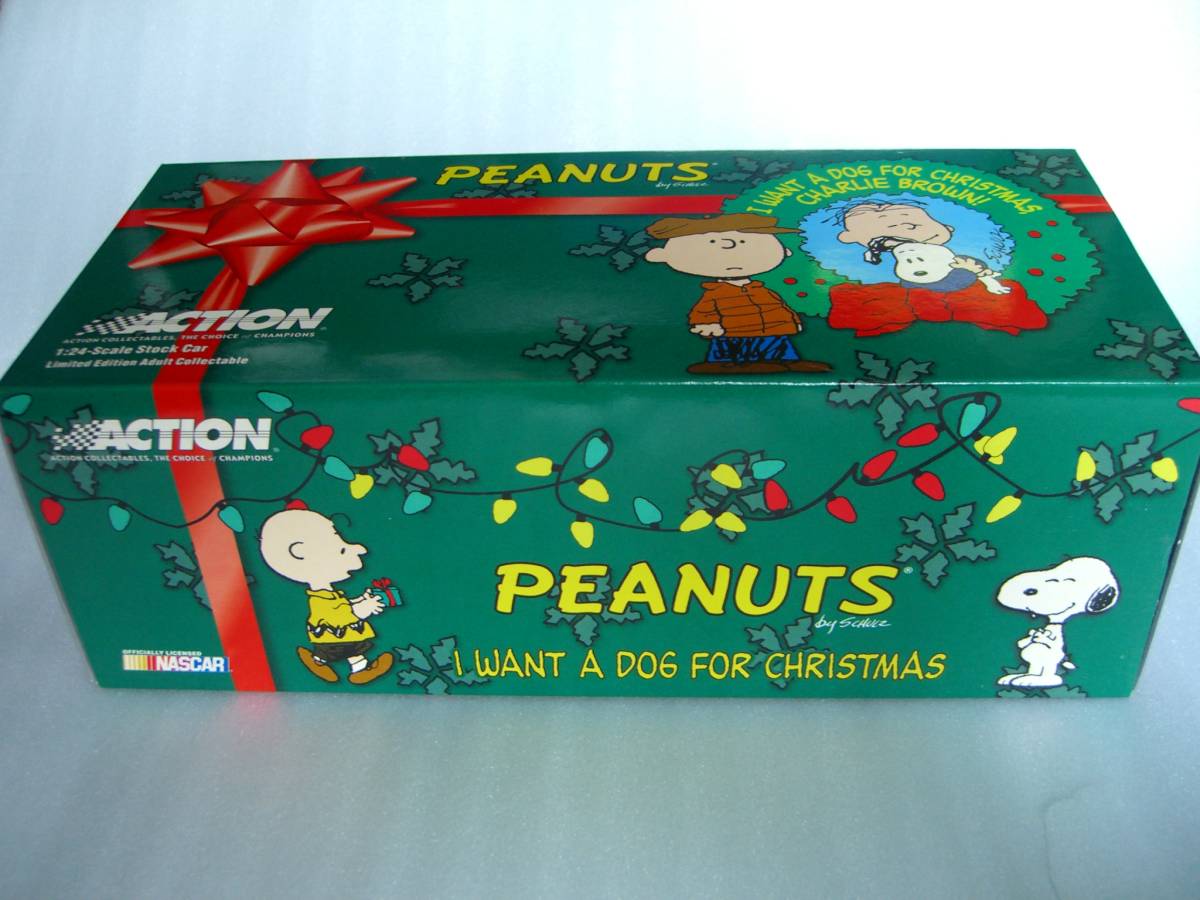 PEANUTS
by SCHULZ
I WANT A DOG FOR CHRISTMAS,
CHARLIE BROWN!
SCHULZ
ACTION
ACTION COLLECTABLES, THE CHOICE of CHAMPIONS
1:24-Scale Stock Car
Limited Edition Adult Collectable
ACTION
ACTION COLLECTABLES, THE CHOICE of CHAMPIONS
PEANUTS®
by SCHULZ
I WANT A DOG FOR CHRISTMAS
OFFICIALLY LICENSED
NASCAR